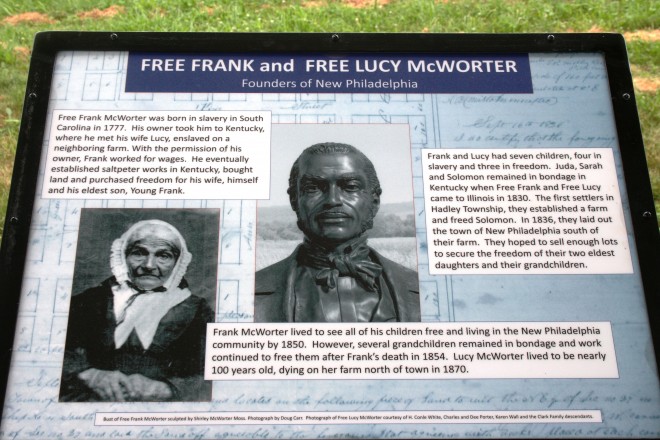 FREE FRANK and FREE LUCY McWORTER
Founders of New Philadelphia
Free Frank McWorter was born in slavery in South
Carolina in 1777. His owner took him to Kentucky,
where he met his wife Lucy, enslaved on a
neighboring farm. With the permission of his
owner, Frank worked for wages. He eventually
established saltpeter works in Kentucky, bought
land and purchased freedom for his wife, himself
and his eldest son, Young Frank.
Frank and Lucy had seven children, four in
slavery and three in freedom. Juda, Sarah
and Solomon remained in bondage in
Kentucky when Free Frank and Free Lucy
came to Illinois in 1830. The first settlers in
Hadley Township, they established a farm
and freed Solomon. In 1836, they laid out
the town of New Philadelphia south of
their farm. They hoped to sell enough lots
to secure the freedom of their two eldest
daughters and their grandchildren.
Frank McWorter lived to see all of his children free and living in the New Philadelphia
community by 1850. However, several grandchildren remained in bondage and work
continued to free them after Frank's death in 1854. Lucy McWorter lived to be nearly
100 years old, dying on her farm north of town in 1870.
Bust of Free Frank McWorter sculpted by Shirley McWorter Moss. Photograph by Doug Carr. Photograph of Free Lucy McWorter courtesy of H. Conle-White, Charles and Dee Porter, Karen Wall and the Clark Family descendants.